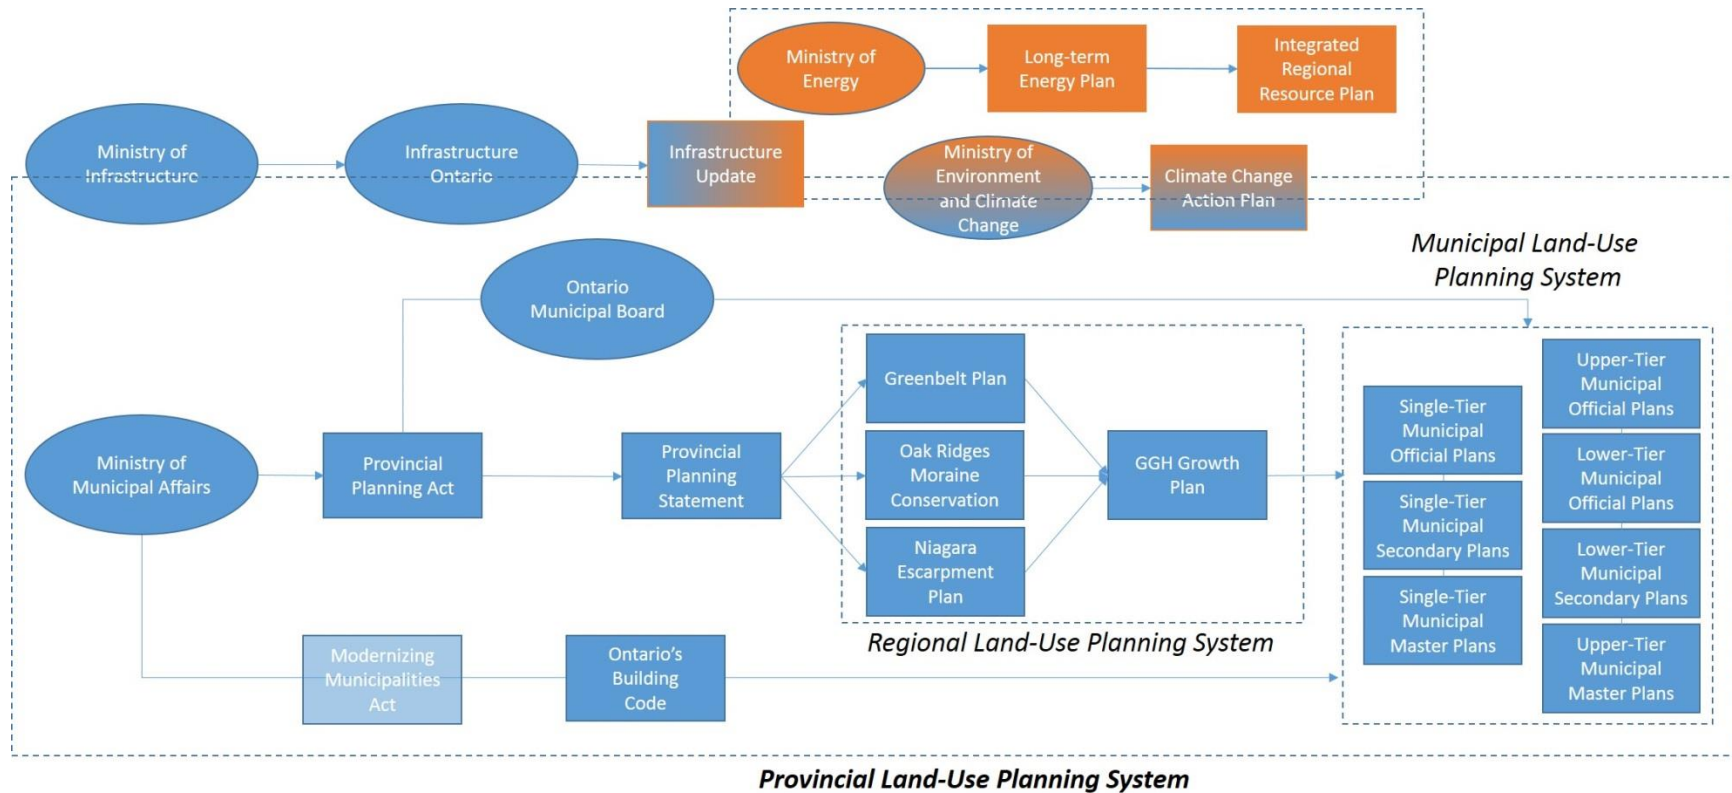 Ministry of
Energy
Long-term
Energy Plan
Integrated
Regional
Resource Plan
Ministry of
Infrastructure
Infrastructure
Ontario
Infrastructure
Update
Ministry of
Environment
and Climate
Change
Climate Change
Action Plan
Municipal Land-Use
Planning System
Ontario
Municipal Board
Ministry of
Municipal Affairs
Provincial
Planning Act
Provincial
Planning
Statement
Greenbelt Plan
Oak Ridges
Moraine
Conservation
Niagara
Escarpment
Plan
GGH Growth
Plan
Regional Land-Use Planning System
Single-Tier
Municipal
Official Plans
Single-Tier
Municipal
Secondary Plans
Single-Tier
Municipal
Master Plans
Upper-Tier
Municipal
Official Plans
Lower-Tier
Municipal
Official Plans
Lower-Tier
Municipal
Secondary Plans
Upper-Tier
Municipal
Master Plans
Modernizing
Municipalities
Act
Ontario's
Building
Code
Provincial Land-Use Planning System